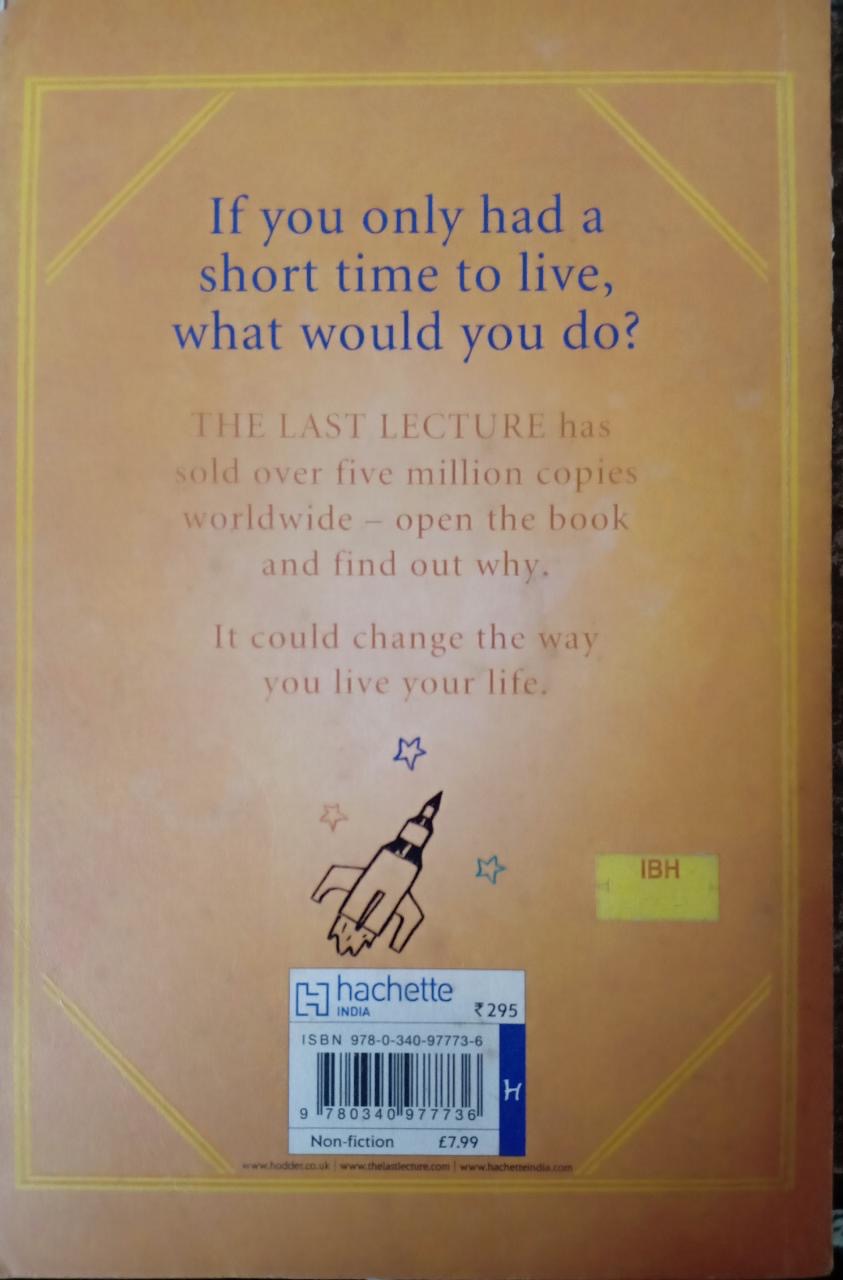 If you only had a
short time to live,
what would you do?
THE LAST LECTURE has
sold over five million copies
worldwide – open the book
and find out why.
It could change the way
you live your life.
IBH
hachette
INDIA
₹295
ISBN 978-0-340-97773-6
H
9 780340 977736
Non-fiction £7.99
www.hodder.co.uk | www.thelastlecture.com | www.hachetteindia.com